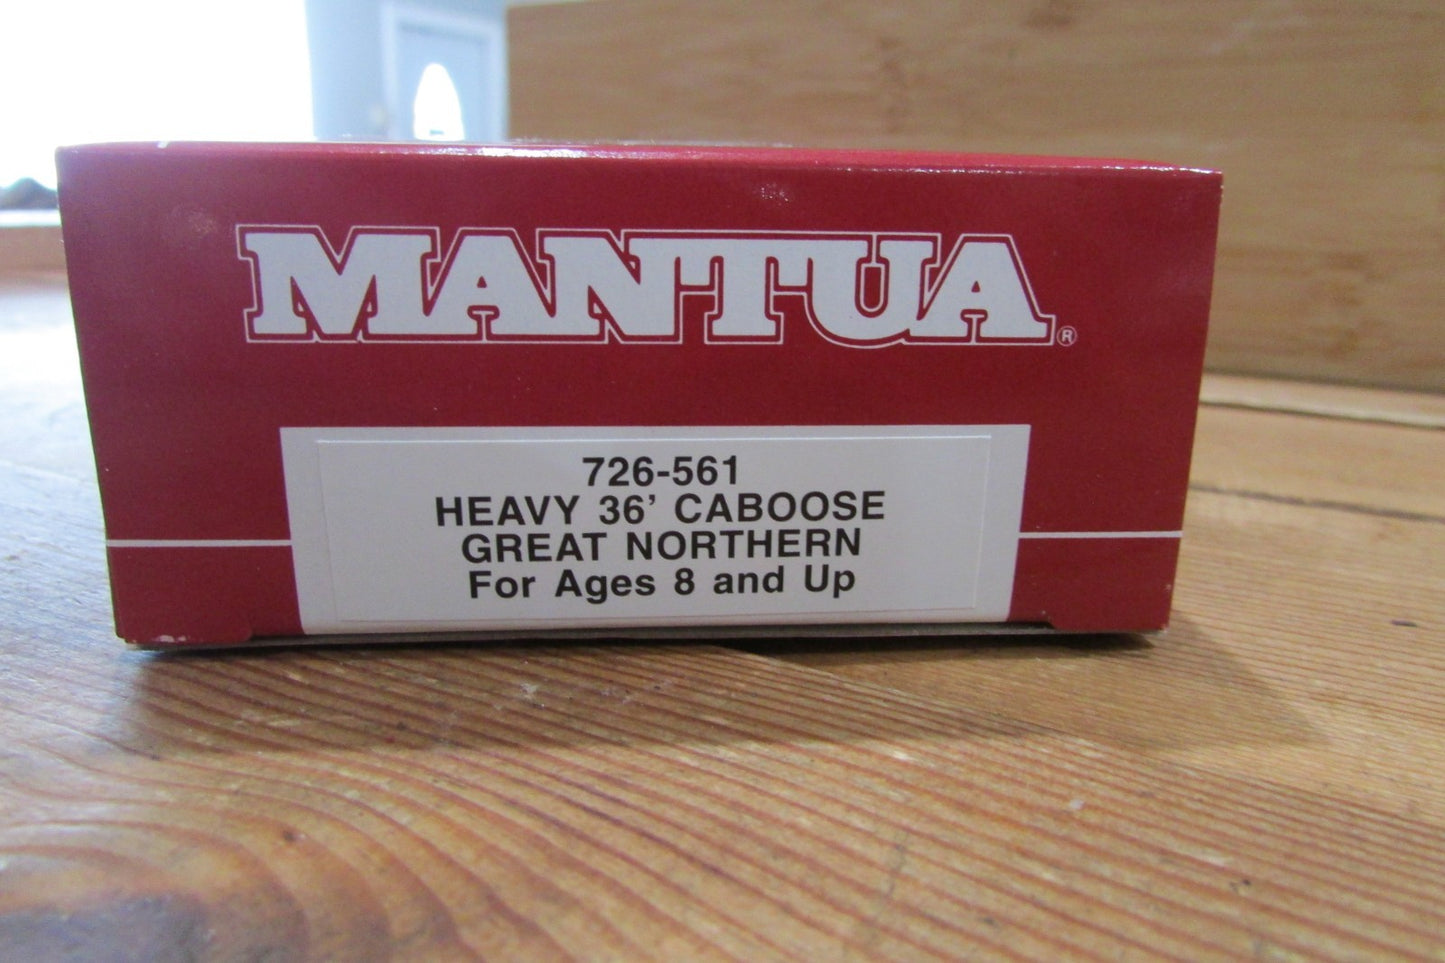 MANTUA®
726-561
HEAVY 36' CABOOSE
GREAT NORTHERN
For Ages 8 and Up